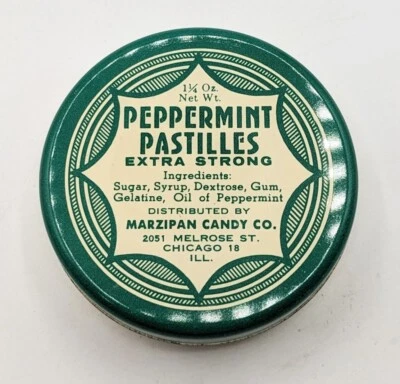 1¼ Oz.
Net Wt.
PEPPERMINT
PASTILLES
EXTRA STRONG
Ingredients:
Sugar, Syrup, Dextrose, Gum,
Gelatine, Oil of Peppermint
DISTRIBUTED BY
MARZIPAN CANDY CO.
2051 MELROSE ST.
CHICAGO 18
ILL.